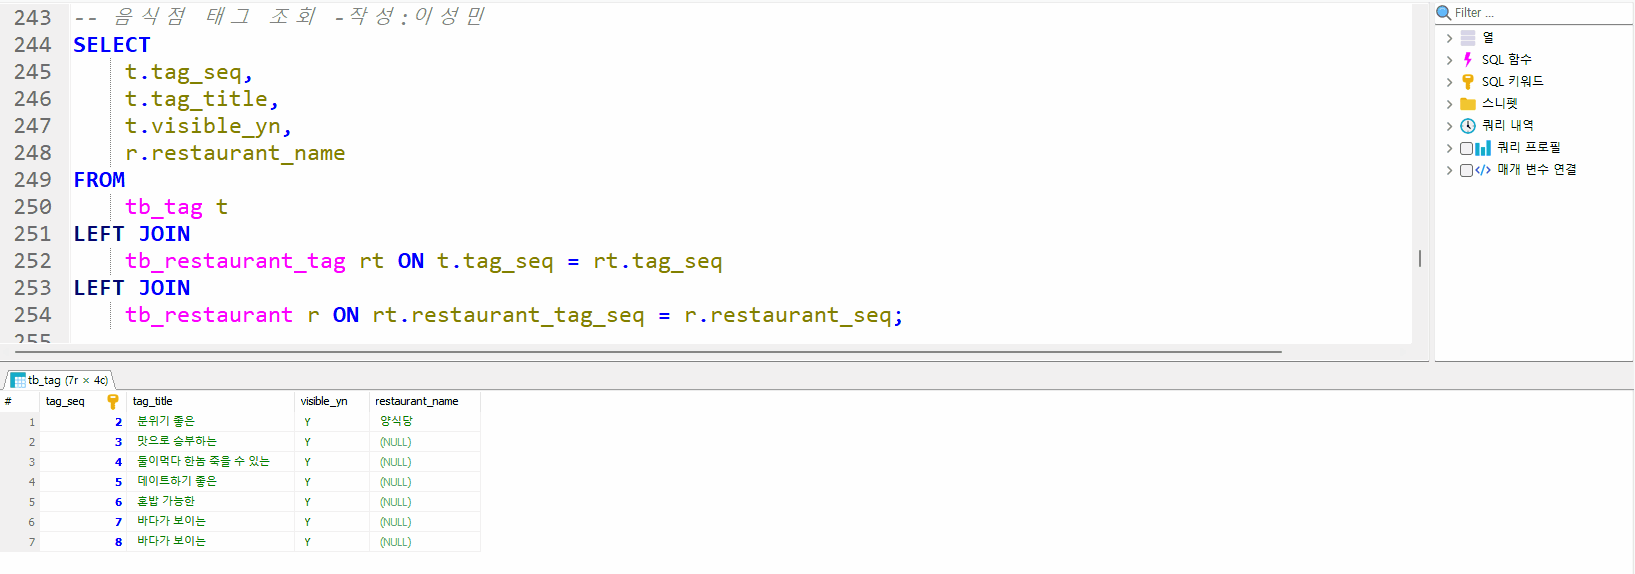 243 -- 음식점 태그 조회 -작성:이성민
244 SELECT
245 t.tag_seq,
246 t.tag_title,
247 t.visible_yn,
248 r.restaurant_name
249 FROM
250 tb_tag t
251 LEFT JOIN
252 tb_restaurant_tag rt ON t.tag_seq = rt.tag_seq
253 LEFT JOIN
254 tb_restaurant r ON rt.restaurant_tag_seq = r.restaurant_seq;
255
Filter ...
열
SQL 함수
SQL 키워드
스니펫
쿼리 내역
쿼리 프로필
매개 변수 연결
tb_tag (7r × 4c)
# tag_seq tag_title visible_yn restaurant_name
1 2 분위기 좋은 Y 양식당
2 3 맛으로 승부하는 Y (NULL)
3 4 둘이먹다 한놈 죽을 수 있는 Y (NULL)
4 5 데이트하기 좋은 Y (NULL)
5 6 혼밥 가능한 Y (NULL)
6 7 바다가 보이는 Y (NULL)
7 8 바다가 보이는 Y (NULL)